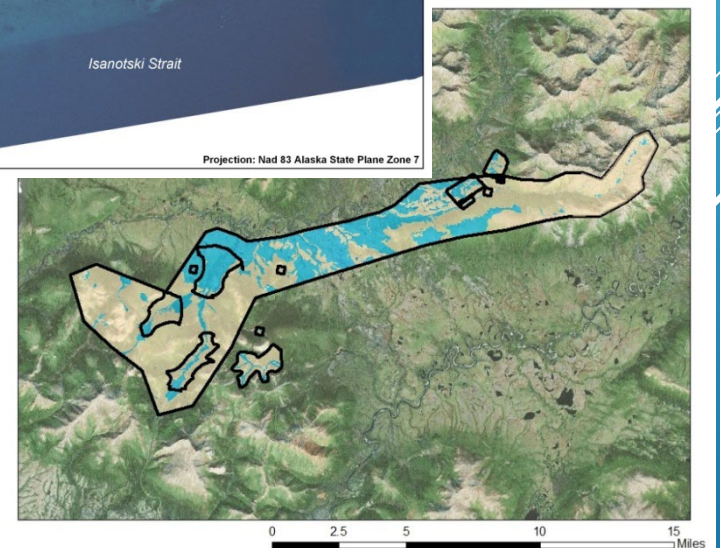 Isanotski Strait
Projection: Nad 83 Alaska State Plane Zone 7
0 2.5 5 10 15
Miles